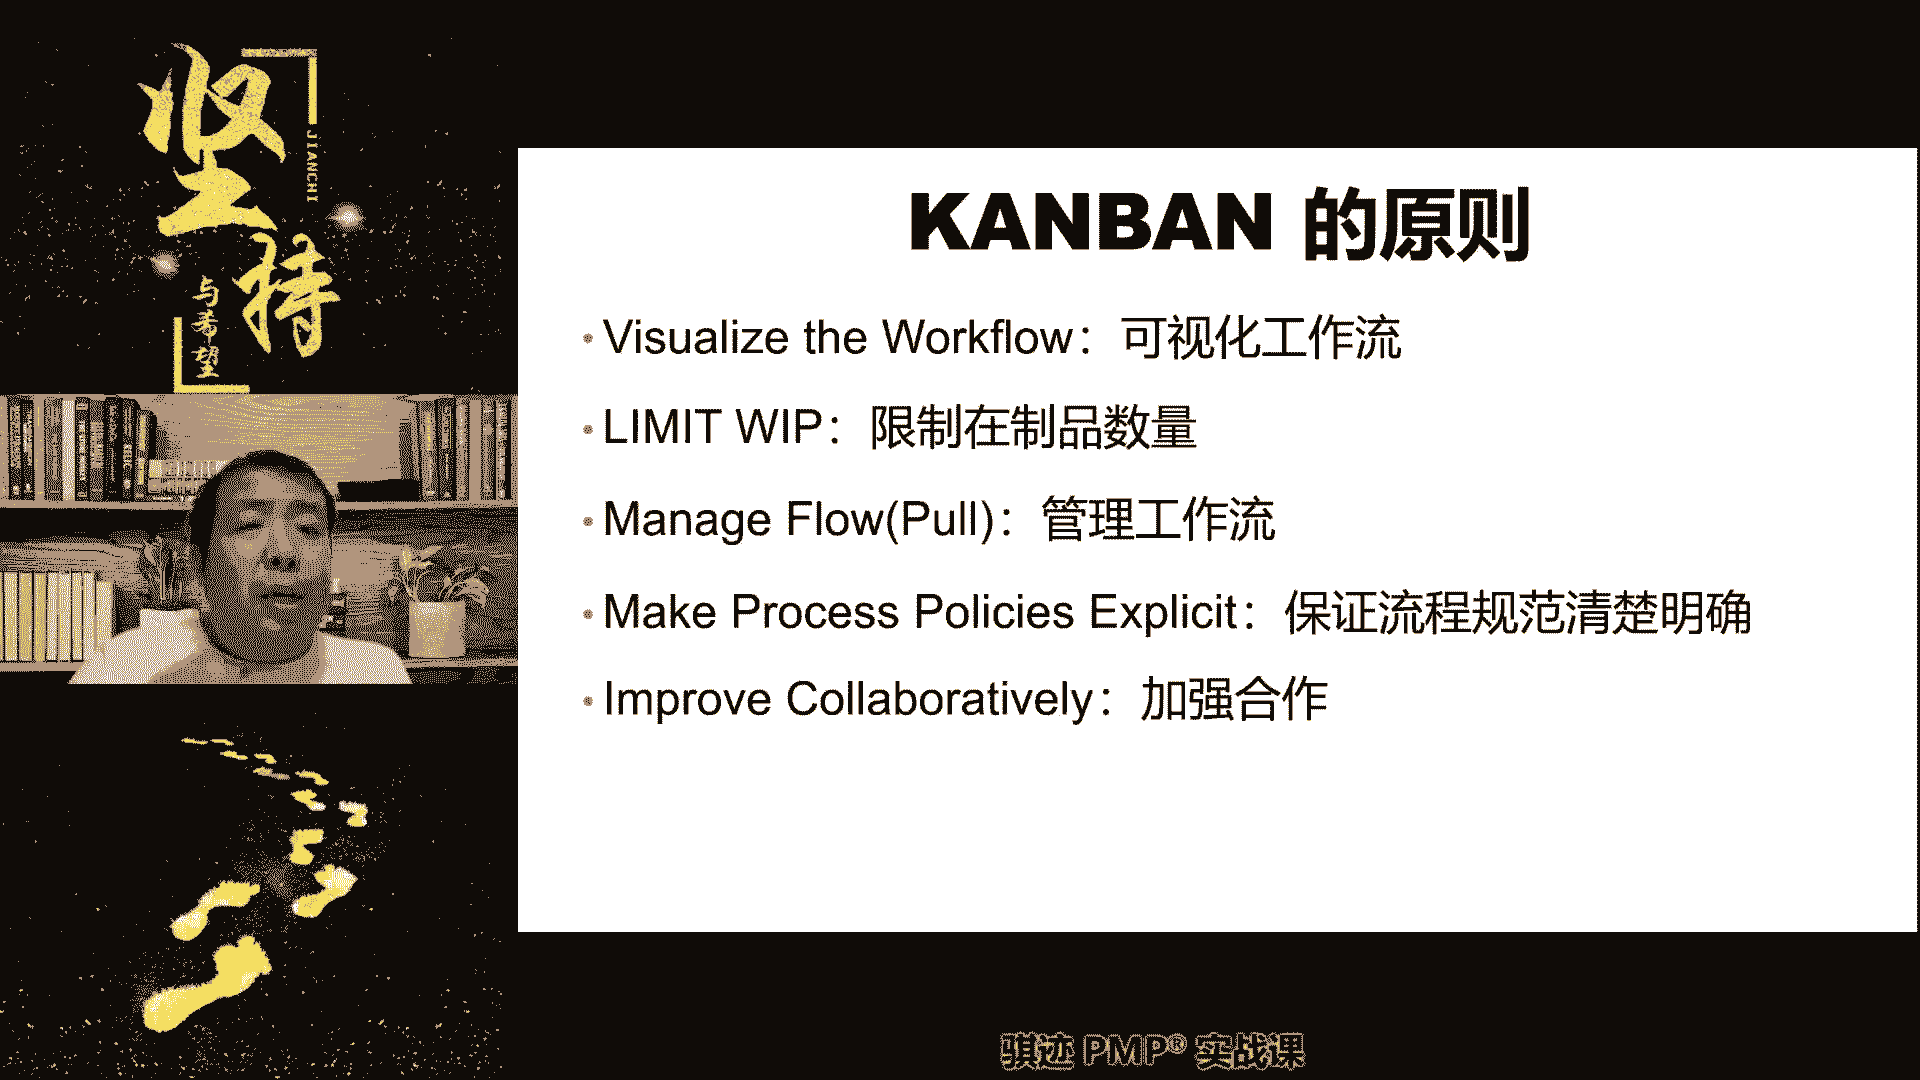 坚持
JIANCHI
与希望
KANBAN 的原则
•Visualize the Workflow：可视化工作流
•LIMIT WIP：限制在制品数量
•Manage Flow(Pull)：管理工作流
•Make Process Policies Explicit：保证流程规范清楚明确
•Improve Collaboratively：加强合作
骐迹 PMP® 实战课